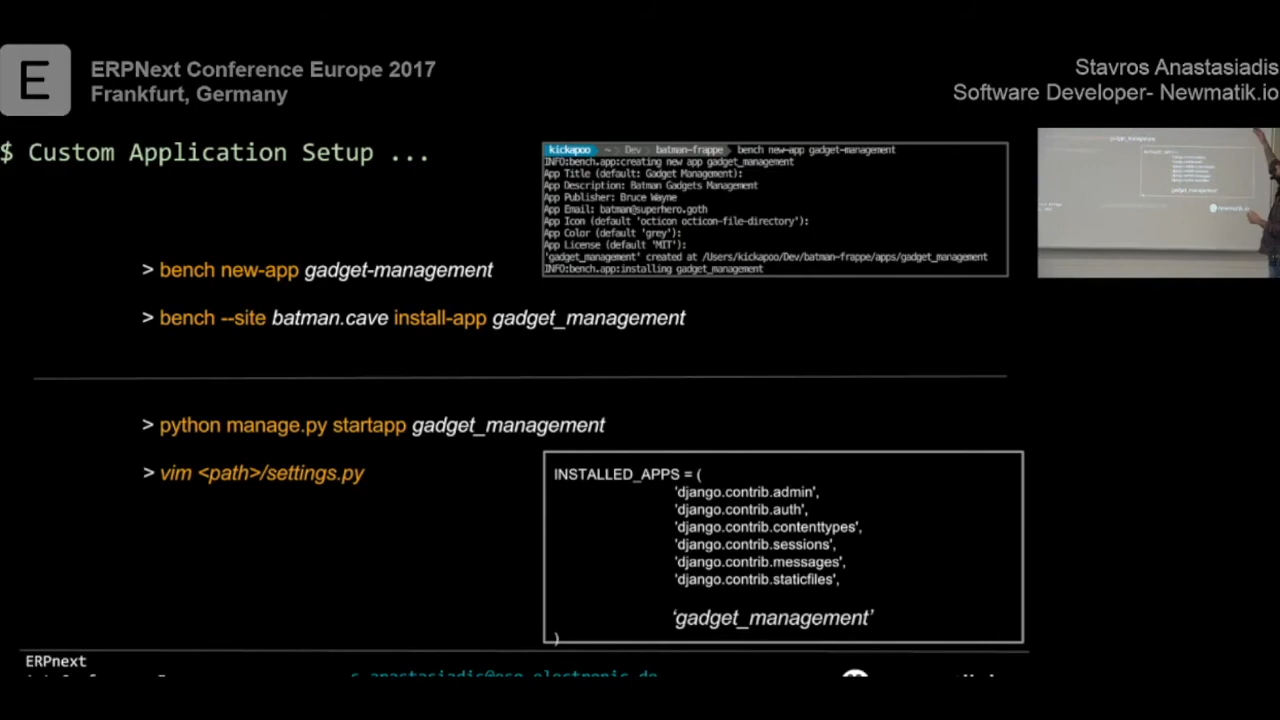 E
ERPNext Conference Europe 2017
Frankfurt, Germany
Stavros Anastasiadis
Software Developer- Newmatik.io
$ Custom Application Setup ...
kickapoo ~ Dev batman-frappe bench new-app gadget-management
INFO:bench.app:creating new app gadget_management
App Title (default: Gadget Management):
App Description: Batman Gadgets Management
App Publisher: Bruce Wayne
App Email: batman@superhero.goth
App Icon (default 'octicon octicon-file-directory'):
App Color (default 'grey'):
App License (default 'MIT'):
'gadget_management' created at /Users/kickapoo/Dev/batman-frappe/apps/gadget_management
INFO:bench.app:installing gadget_management
> bench new-app gadget-management
> bench --site batman.cave install-app gadget_management
> python manage.py startapp gadget_management
> vim <path>/settings.py
INSTALLED_APPS = (
'django.contrib.admin',
'django.contrib.auth',
'django.contrib.contenttypes',
'django.contrib.sessions',
'django.contrib.messages',
'django.contrib.staticfiles',
‘gadget_management’
)
ERPnext